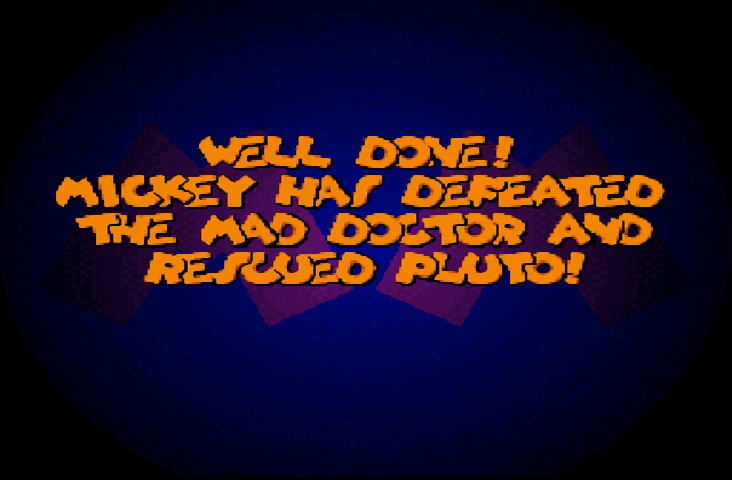 WELL DONE!
MICKEY HAS DEFEATED
THE MAD DOCTOR AND
RESCUED PLUTO!